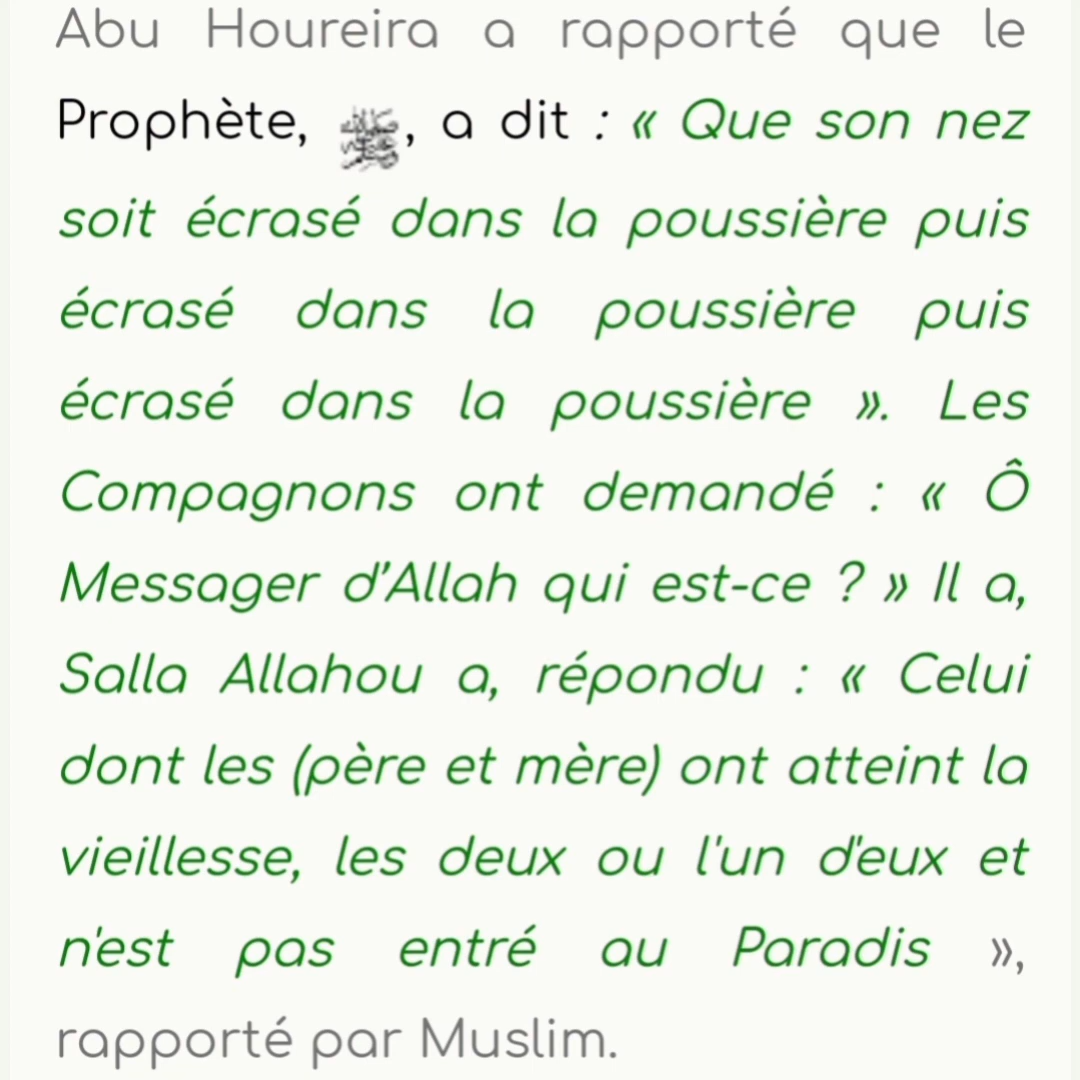 Abu Houreira a rapporté que le
Prophète, ﷺ, a dit : « Que son nez
soit écrasé dans la poussière puis
écrasé dans la poussière puis
écrasé dans la poussière ». Les
Compagnons ont demandé : « Ô
Messager d’Allah qui est-ce ? » Il a,
Salla Allahou a, répondu : « Celui
dont les (père et mère) ont atteint la
vieillesse, les deux ou l'un d'eux et
n'est pas entré au Paradis »,
rapporté par Muslim.